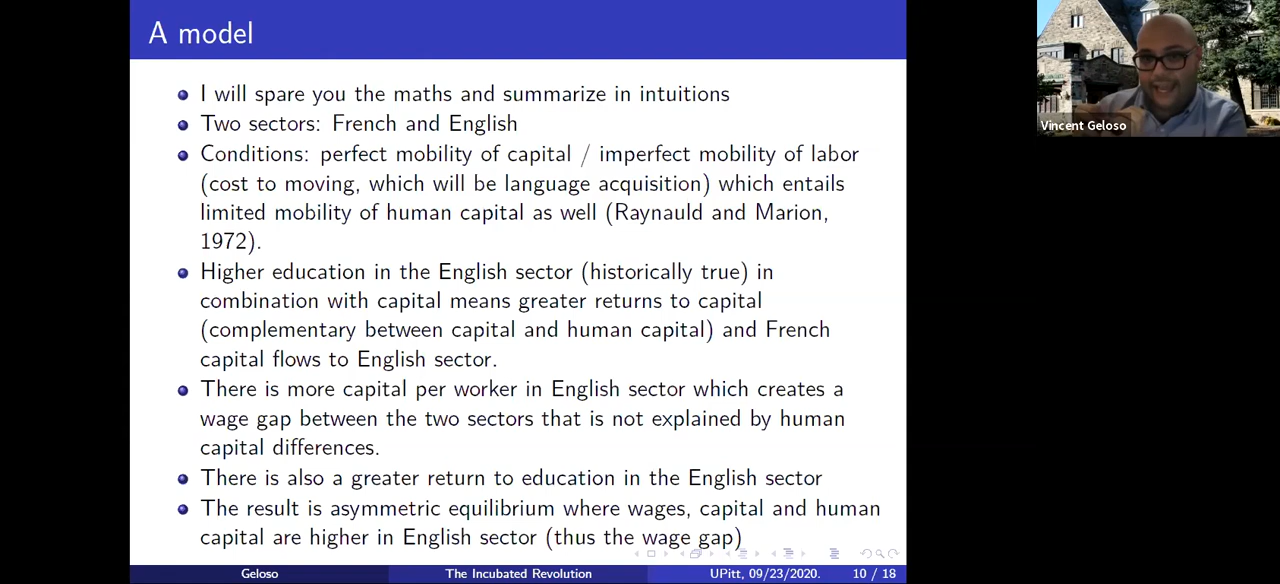 A model
I will spare you the maths and summarize in intuitions
Two sectors: French and English
Conditions: perfect mobility of capital / imperfect mobility of labor
(cost to moving, which will be language acquisition) which entails
limited mobility of human capital as well (Raynauld and Marion,
1972).
Higher education in the English sector (historically true) in
combination with capital means greater returns to capital
(complementary between capital and human capital) and French
capital flows to English sector.
There is more capital per worker in English sector which creates a
wage gap between the two sectors that is not explained by human
capital differences.
There is also a greater return to education in the English sector
The result is asymmetric equilibrium where wages, capital and human
capital are higher in English sector (thus the wage gap)
Geloso The Incubated Revolution UPitt, 09/23/2020. 10 / 18
Vincent Geloso